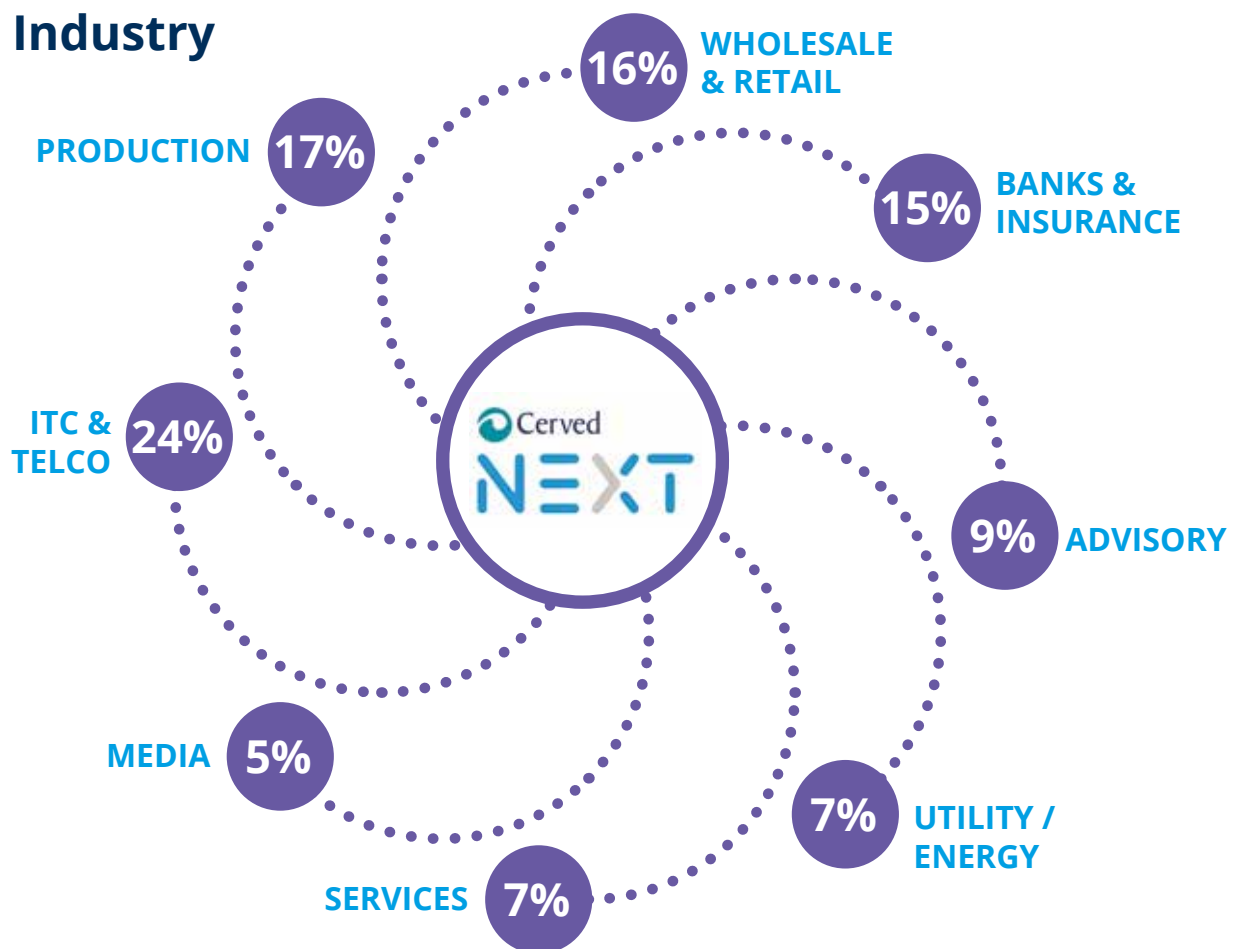 Industry
16%
WHOLESALE
& RETAIL
PRODUCTION
17%
15%
BANKS &
INSURANCE
ITC &
TELCO
24%
Cerved
NEXT
9%
ADVISORY
MEDIA
5%
7%
UTILITY /
ENERGY
SERVICES
7%